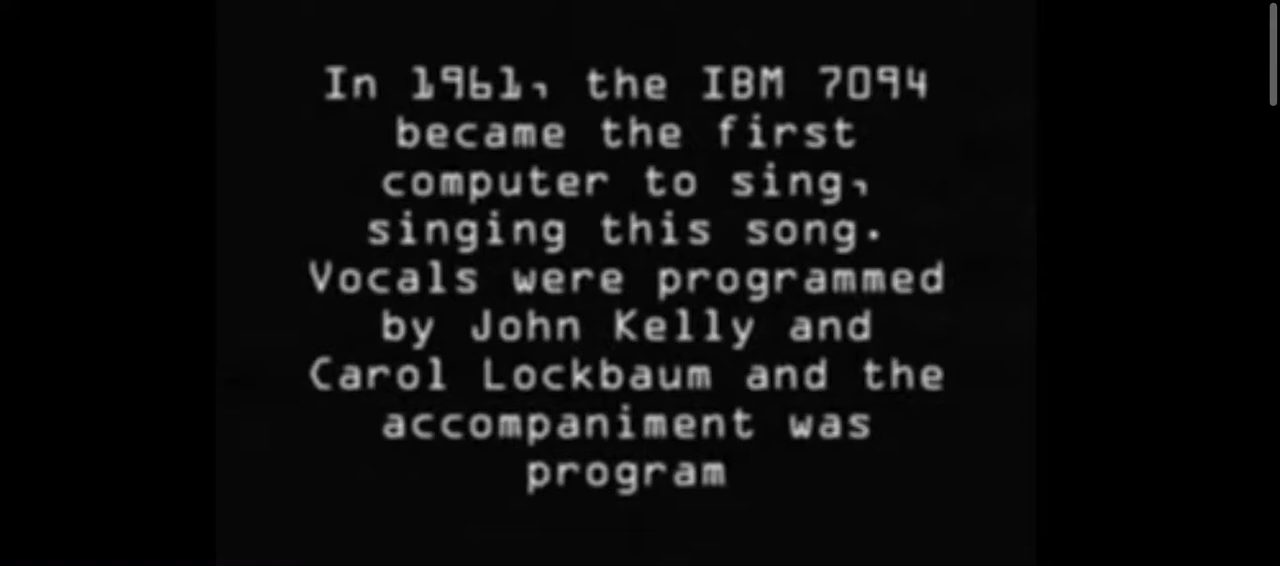 In 1961, the IBM 7094
became the first
computer to sing,
singing this song.
Vocals were programmed
by John Kelly and
Carol Lockbaum and the
accompaniment was
program